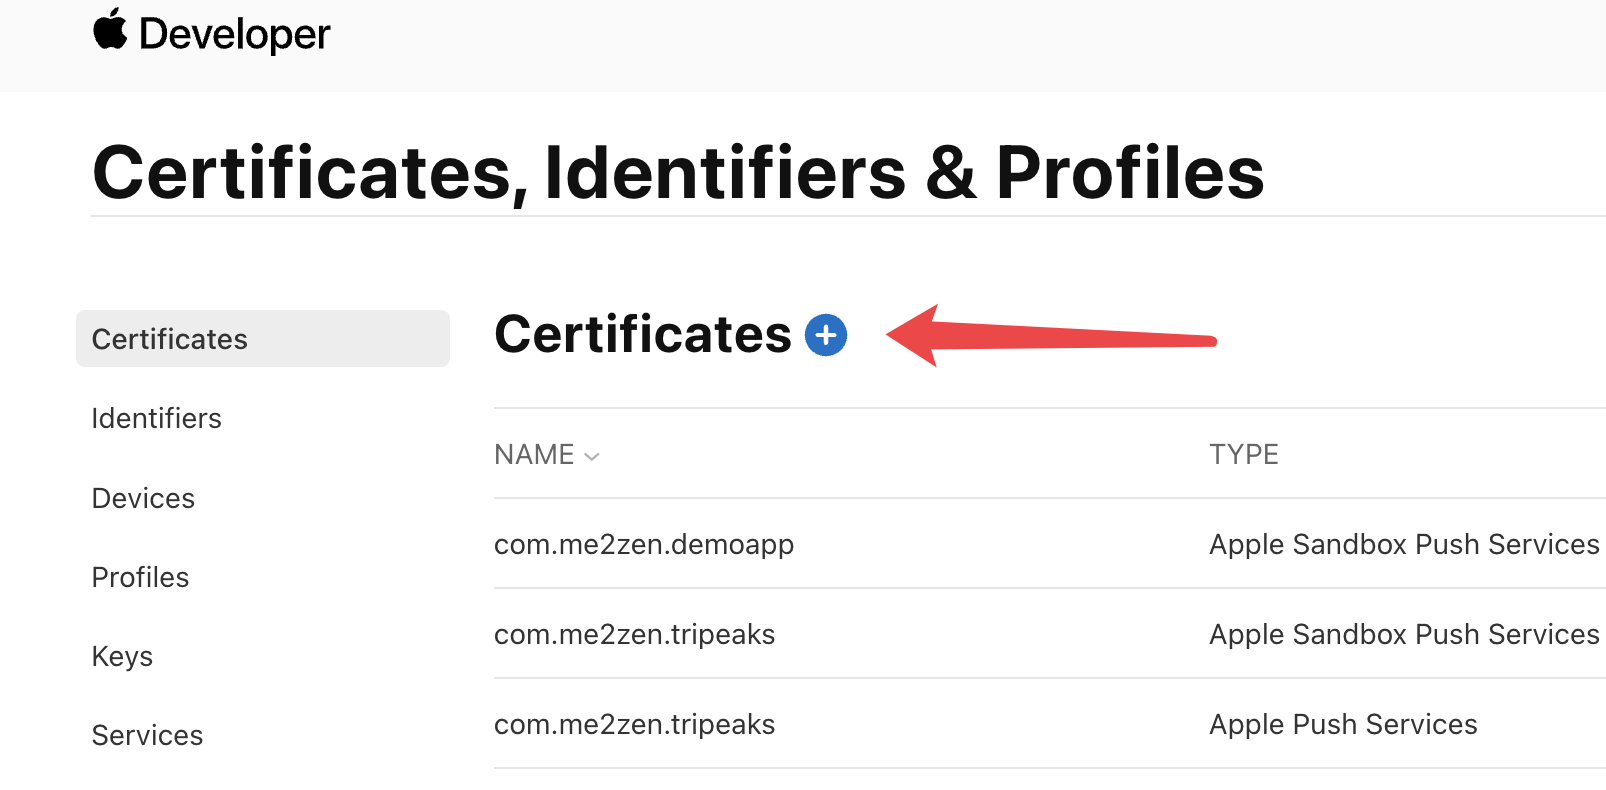 Developer
Certificates, Identifiers & Profiles
Certificates
Identifiers
Devices
Profiles
Keys
Services
Certificates
NAME TYPE
com.me2zen.demoapp Apple Sandbox Push Services
com.me2zen.tripeaks Apple Sandbox Push Services
com.me2zen.tripeaks Apple Push Services